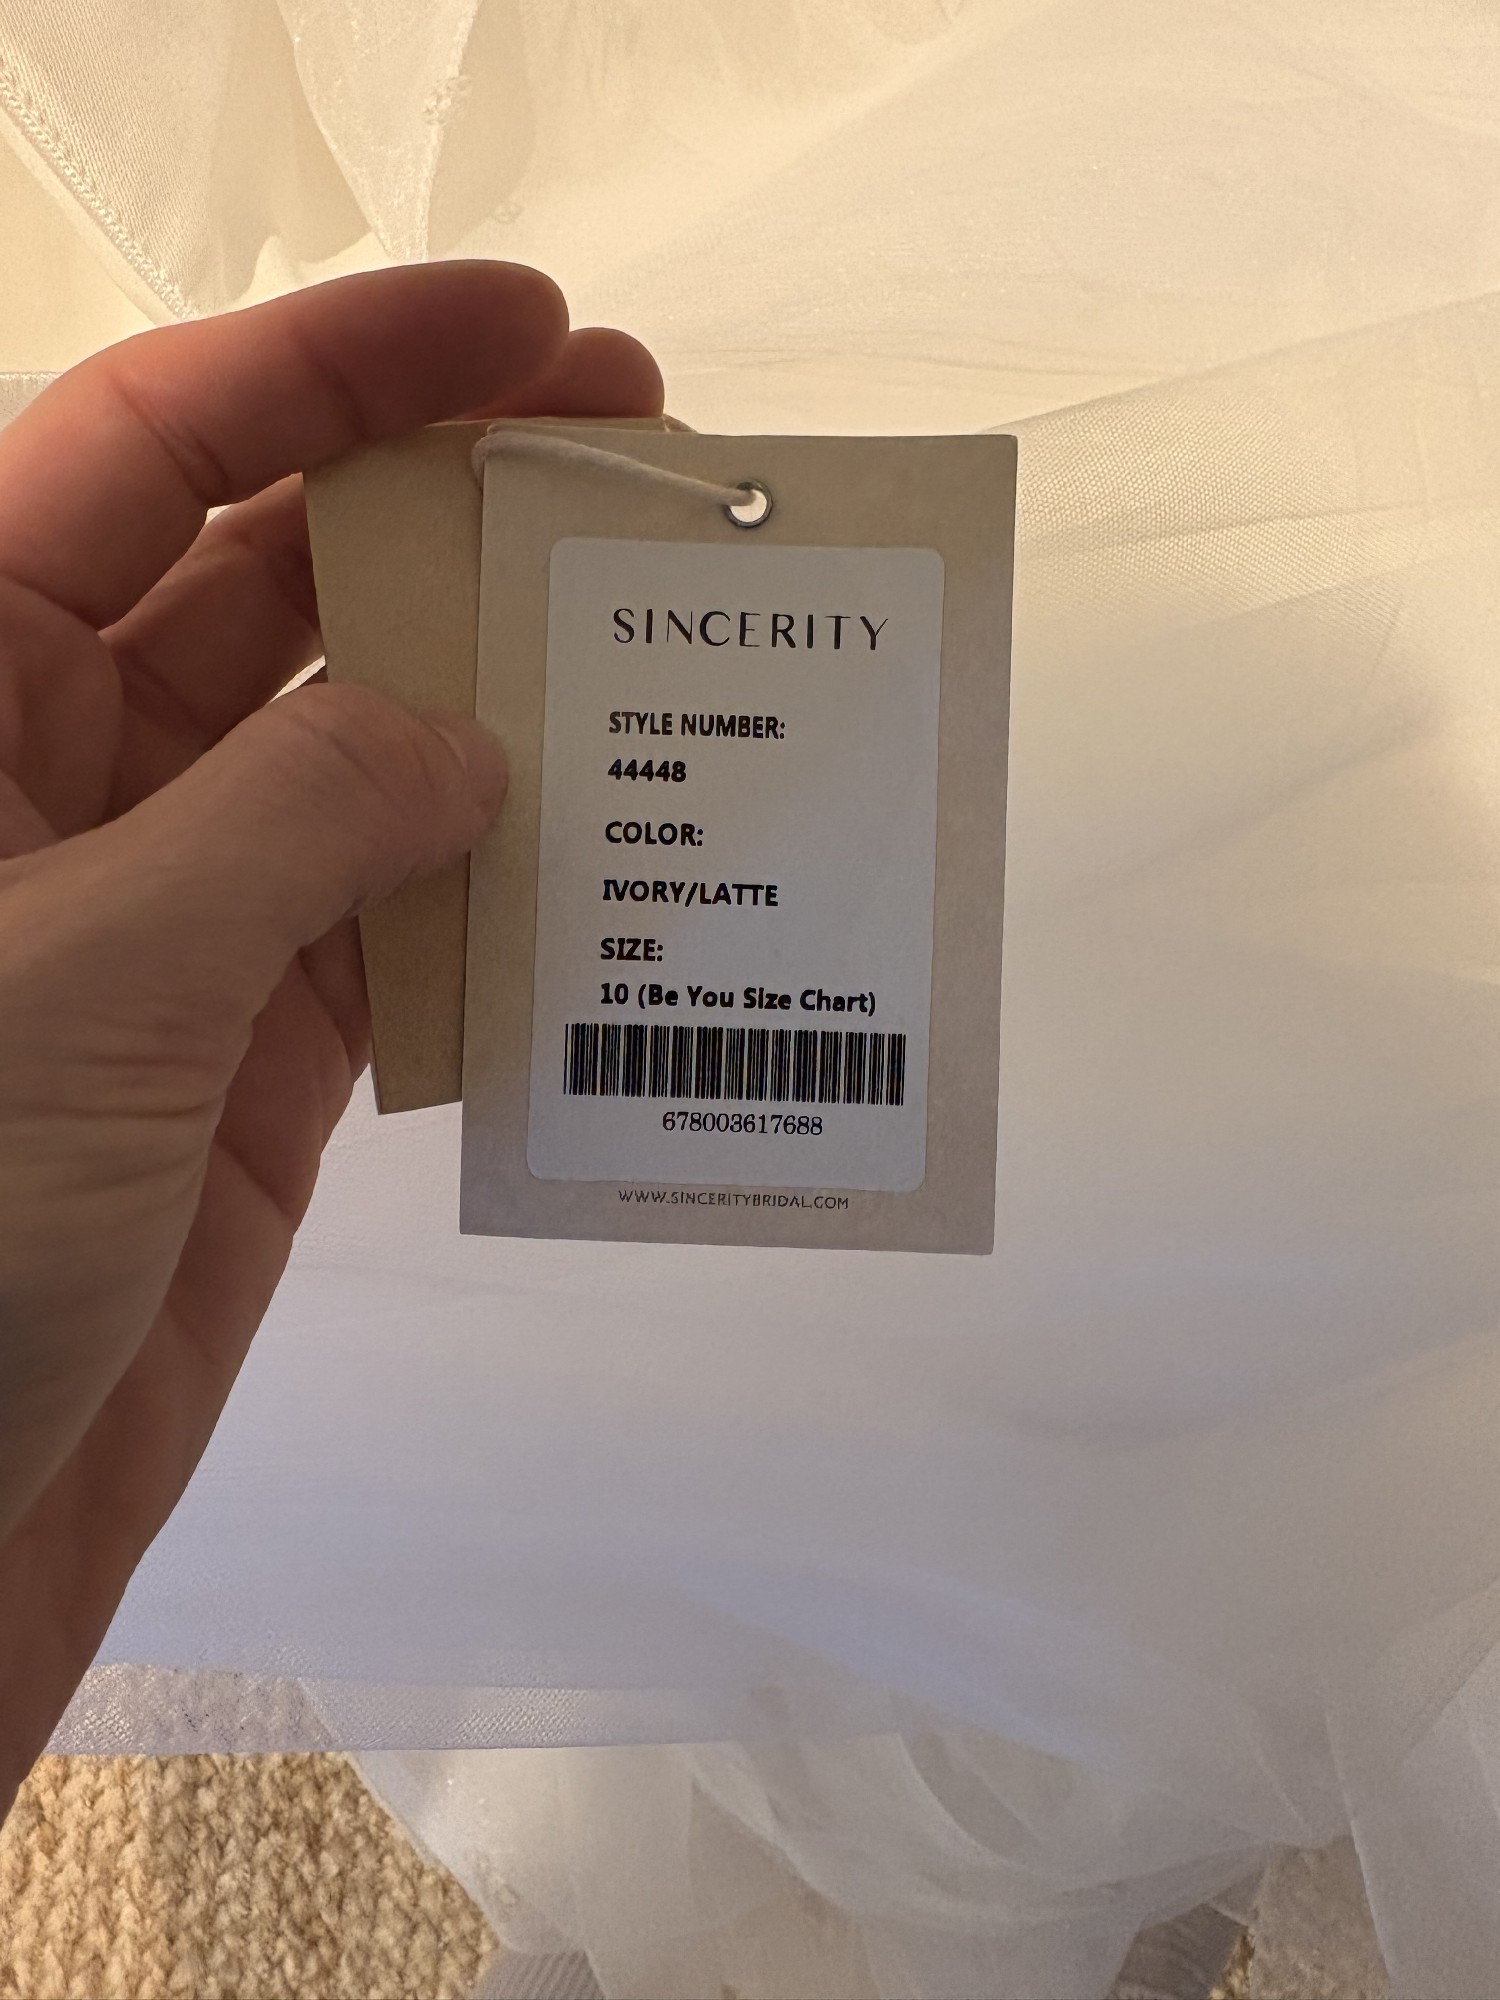 SINCERITY
STYLE NUMBER:
44448
COLOR:
IVORY/LATTE
SIZE:
10 (Be You Size Chart)
678003617688
WWW.SINCERITYBRIDAL.COM